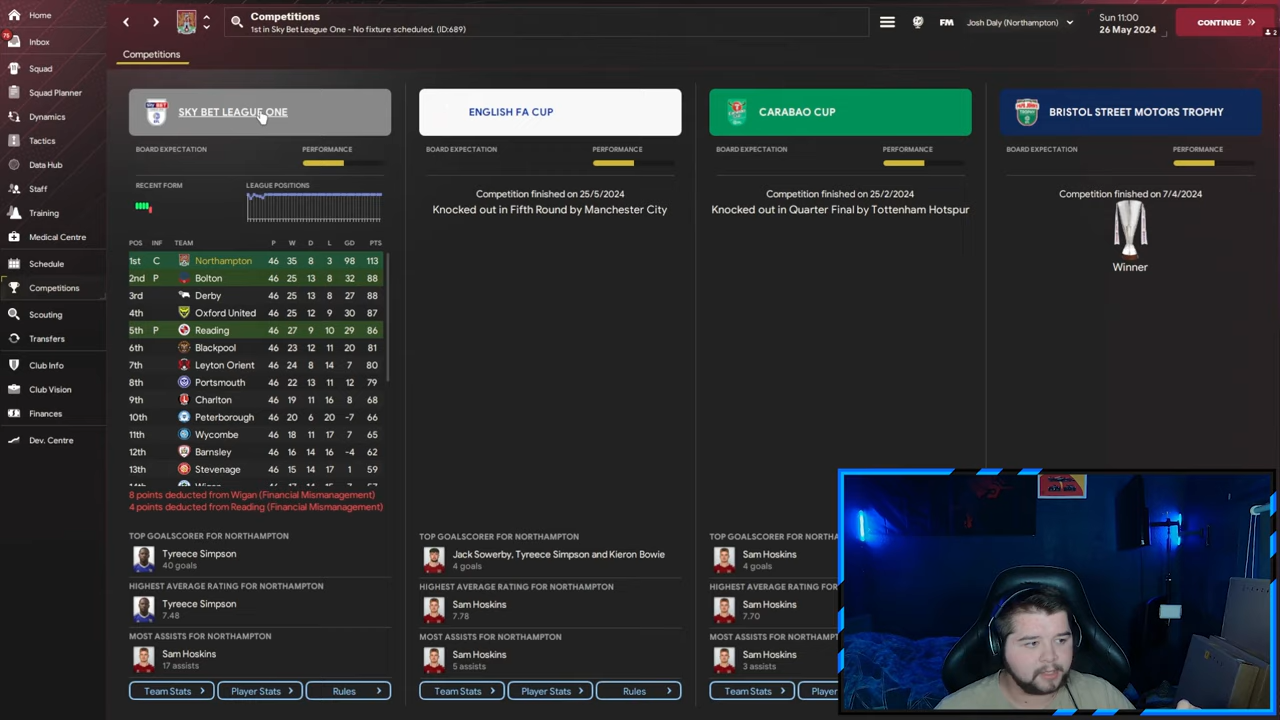 Home
Inbox
Squad
Squad Planner
Dynamics
Tactics
Data Hub
Staff
Training
Medical Centre
Schedule
Competitions
Scouting
Transfers
Club Info
Club Vision
Finances
Dev. Centre
Competitions
1st in Sky Bet League One - No fixture scheduled. (ID:689)
FM
Josh Daly (Northampton)
Sun 11:00
26 May 2024
CONTINUE
2
Competitions
SKY BET LEAGUE ONE
BOARD EXPECTATION PERFORMANCE
RECENT FORM LEAGUE POSITIONS
POS INF TEAM P W D L GD PTS
1st C Northampton 46 35 8 3 98 113
2nd P Bolton 46 25 13 8 32 88
3rd Derby 46 25 13 8 27 88
4th Oxford United 46 25 12 9 30 87
5th P Reading 46 27 9 10 29 86
6th Blackpool 46 23 12 11 20 81
7th Leyton Orient 46 24 8 14 7 80
8th Portsmouth 46 22 13 11 12 79
9th Charlton 46 19 11 16 8 68
10th Peterborough 46 20 6 20 -7 66
11th Wycombe 46 18 11 17 7 65
12th Barnsley 46 16 14 16 -4 62
13th Stevenage 46 15 14 17 1 59
8 points deducted from Wigan (Financial Mismanagement)
4 points deducted from Reading (Financial Mismanagement)
TOP GOALSCORER FOR NORTHAMPTON
Tyreece Simpson
40 goals
HIGHEST AVERAGE RATING FOR NORTHAMPTON
Tyreece Simpson
7.48
MOST ASSISTS FOR NORTHAMPTON
Sam Hoskins
17 assists
Team Stats
Player Stats
Rules
ENGLISH FA CUP
BOARD EXPECTATION PERFORMANCE
Competition finished on 25/5/2024
Knocked out in Fifth Round by Manchester City
TOP GOALSCORER FOR NORTHAMPTON
Jack Sowerby, Tyreece Simpson and Kieron Bowie
4 goals
HIGHEST AVERAGE RATING FOR NORTHAMPTON
Sam Hoskins
7.78
MOST ASSISTS FOR NORTHAMPTON
Sam Hoskins
5 assists
Team Stats
Player Stats
Rules
CARABAO CUP
BOARD EXPECTATION PERFORMANCE
Competition finished on 25/2/2024
Knocked out in Quarter Final by Tottenham Hotspur
TOP GOALSCORER FOR NORTHA
Sam Hoskins
4 goals
HIGHEST AVERAGE RATING FO
Sam Hoskins
7.70
MOST ASSISTS FOR NORTHAM
Sam Hoskins
3 assists
Team Stats
Player
BRISTOL STREET MOTORS TROPHY
BOARD EXPECTATION PERFORMANCE
Competition finished on 7/4/2024
Winner